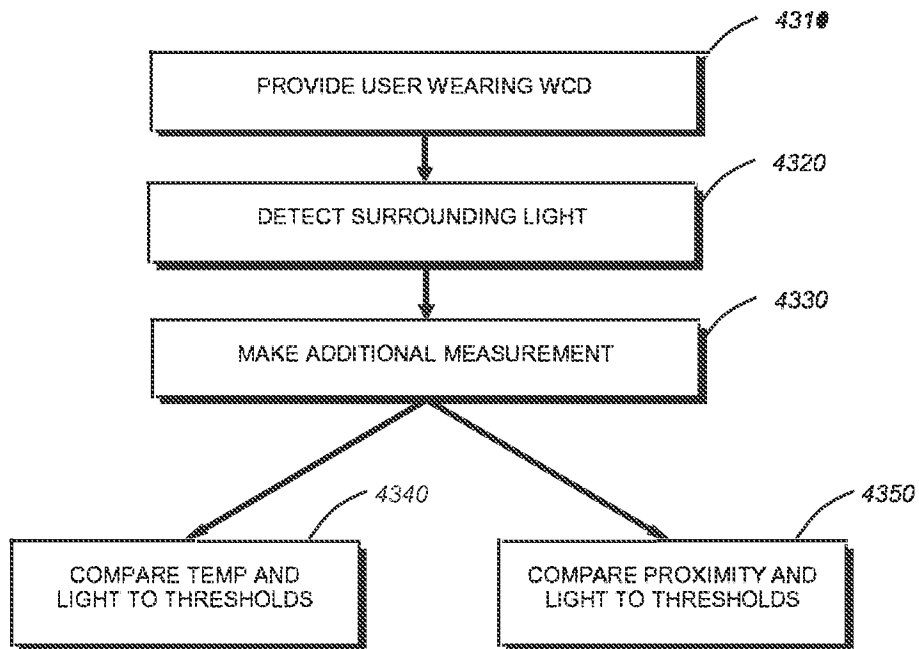 4310
PROVIDE USER WEARING WCD
4320
DETECT SURROUNDING LIGHT
4330
MAKE ADDITIONAL MEASUREMENT
4340
COMPARE TEMP AND
LIGHT TO THRESHOLDS
4350
COMPARE PROXIMITY AND
LIGHT TO THRESHOLDS